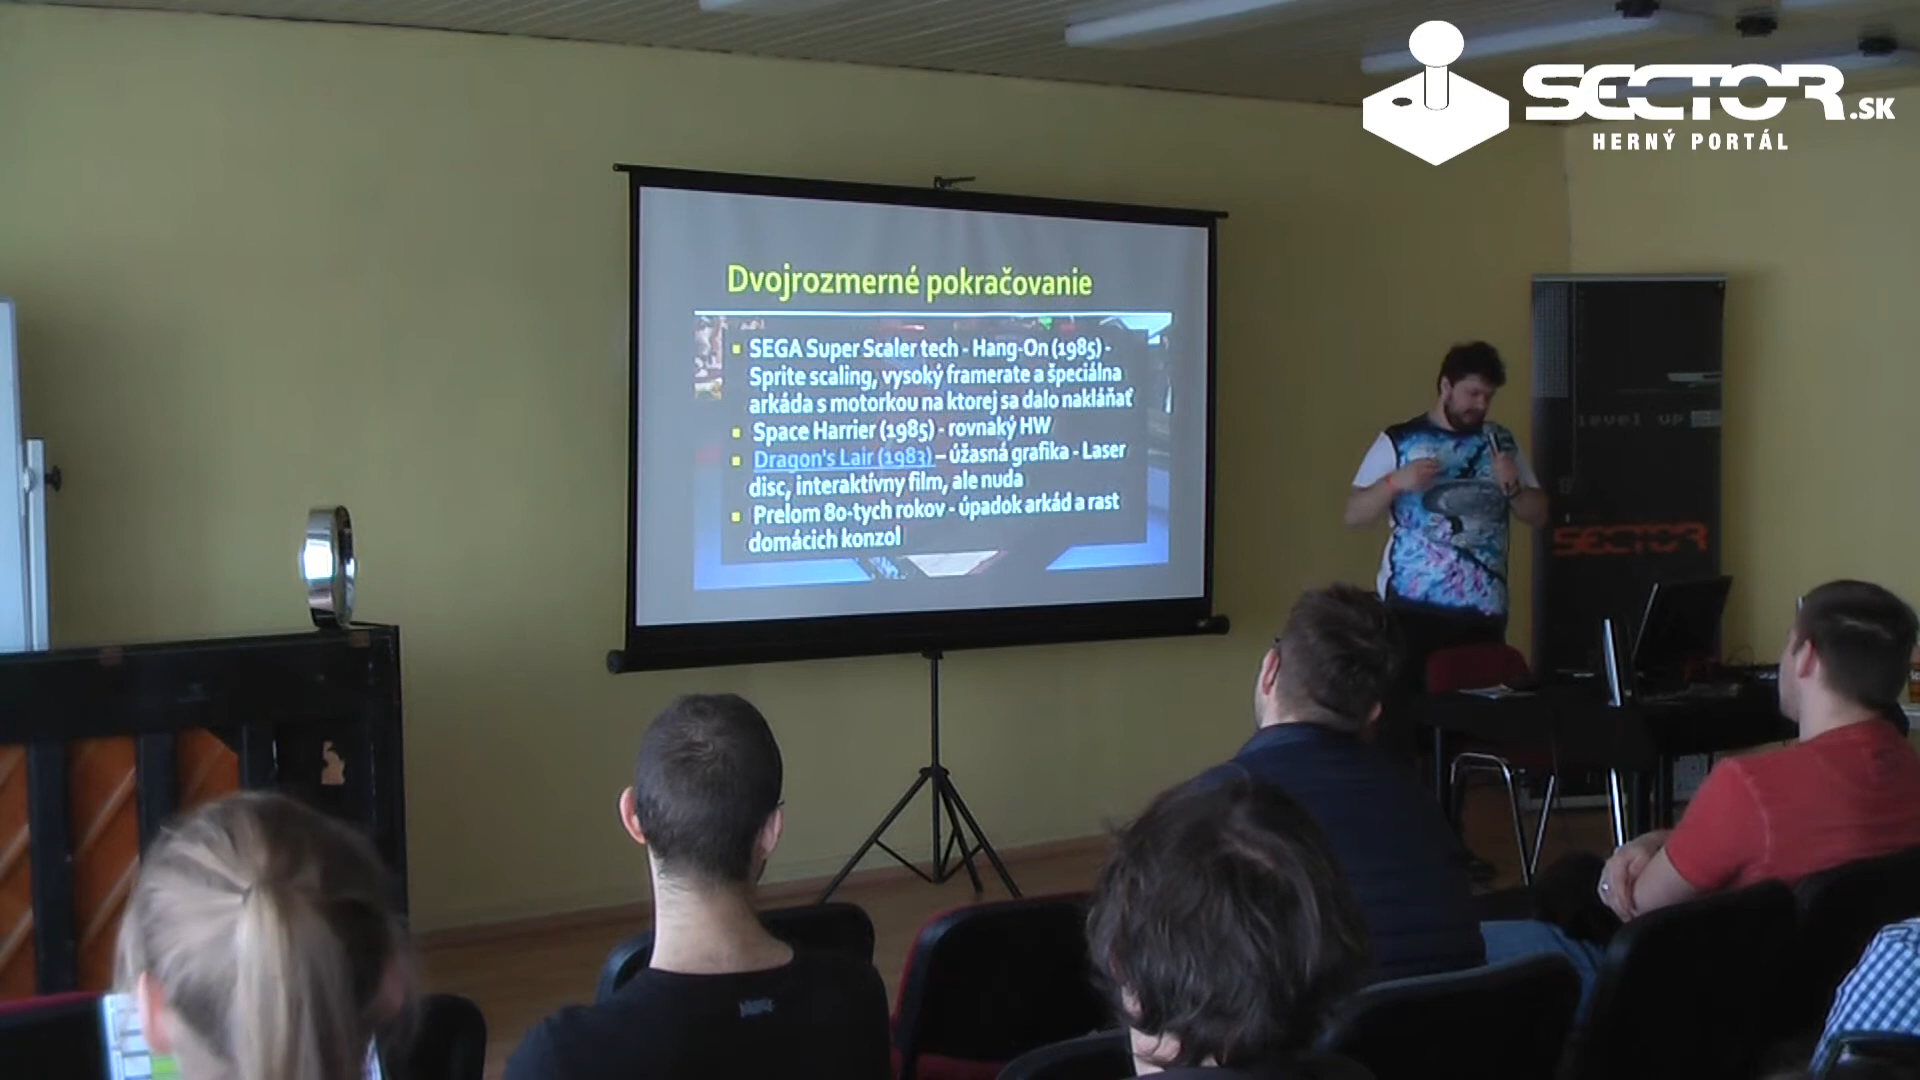 SECTOR.SK
HERNÝ PORTÁL
Dvojrozmerné pokračovanie
SEGA Super Scaler tech - Hang-On (1985) -
Sprite scaling, vysoký framerate a špeciálna
arkáda s motorkou na ktorej sa dalo nakláňať
Space Harrier (1985) - rovnaký HW
Dragon's Lair (1983) – úžasná grafika - Laser
disc, interaktívny film, ale nuda
Prelom 80-tych rokov - úpadok arkád a rast
domácich konzol
level up
SECTOR